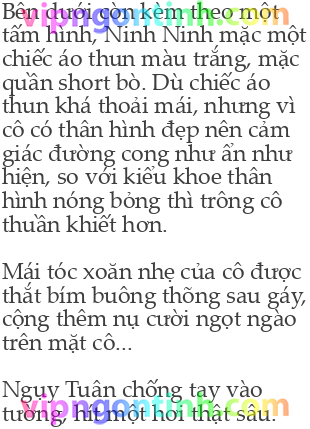 Bên dưới còn kèm theo một
tấm hình, Ninh Ninh mặc một
chiếc áo thun màu trắng, mặc
quần short bò. Dù chiếc áo
thun khá thoải mái, nhưng vì
cô có thân hình đẹp nên cảm
giác đường cong như ẩn như
hiện, so với kiểu khoe thân
hình nóng bỏng thì trông cô
thuần khiết hơn.

Mái tóc xoăn nhẹ của cô được
thắt bím buông thõng sau gáy,
cộng thêm nụ cười ngọt ngào
trên mặt cô...

Ngụy Tuân chống tay vào
tường, hít một hơi thật sâu.
vipngontinh.com
vipngontinh.com